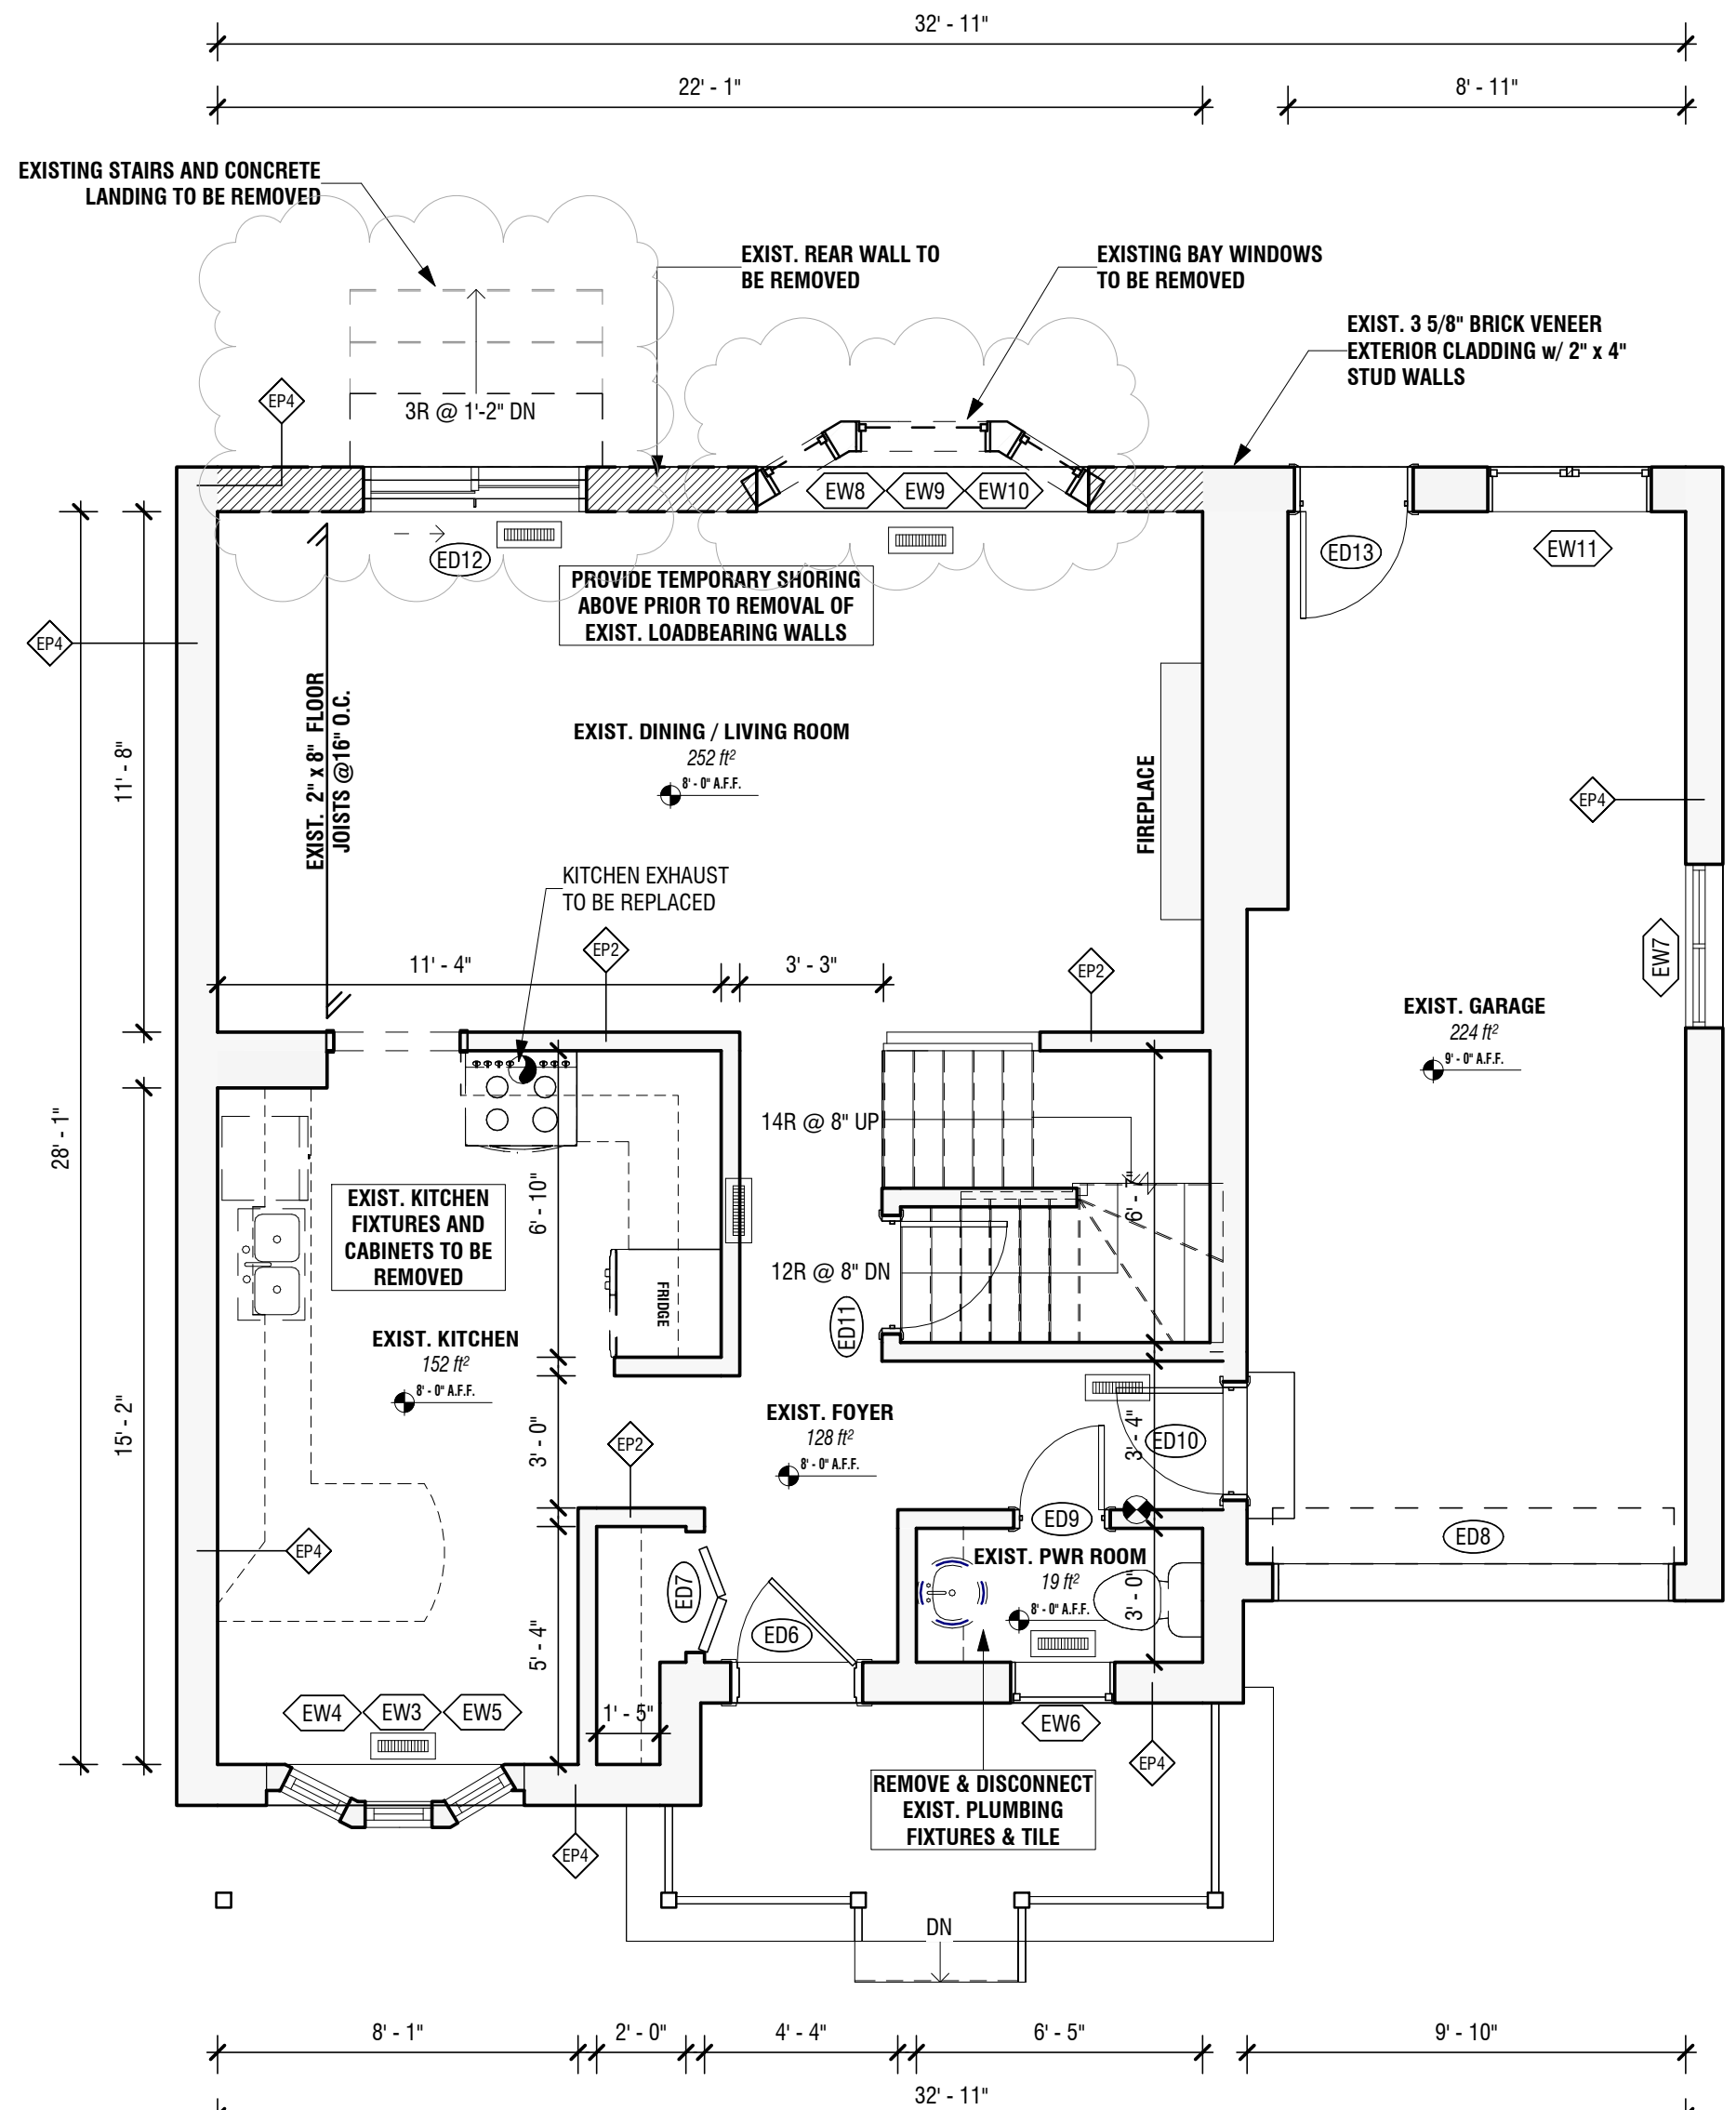 32' - 11"
22' - 1"
8' - 11"
EXISTING STAIRS AND CONCRETE
LANDING TO BE REMOVED
EXIST. REAR WALL TO
BE REMOVED
EXISTING BAY WINDOWS
TO BE REMOVED
EXIST. 3 5/8" BRICK VENEER
EXTERIOR CLADDING w/ 2" x 4"
STUD WALLS
EP4
3R @ 1'-2" DN
EW8
EW9
EW10
ED12
ED13
EW11
PROVIDE TEMPORARY SHORING
ABOVE PRIOR TO REMOVAL OF
EXIST. LOADBEARING WALLS
EP4
EXIST. 2" x 8" FLOOR
JOISTS @16" O.C.
EXIST. DINING / LIVING ROOM
252 ft²
8' - 0" A.F.F.
11' - 8"
FIREPLACE
EP4
KITCHEN EXHAUST
TO BE REPLACED
EP2
11' - 4"
3' - 3"
EP2
EW7
EXIST. GARAGE
224 ft²
9' - 0" A.F.F.
28' - 1"
14R @ 8" UP
6' - 10"
6' - 7"
EXIST. KITCHEN
FIXTURES AND
CABINETS TO BE
REMOVED
12R @ 8" DN
FRIDGE
ED11
EXIST. KITCHEN
152 ft²
8' - 0" A.F.F.
15' - 2"
EXIST. FOYER
128 ft²
8' - 0" A.F.F.
3' - 0"
EP2
3' - 4"
ED10
ED9
ED8
EP4
EXIST. PWR ROOM
19 ft²
8' - 0" A.F.F.
3' - 0"
ED7
ED6
5' - 4"
EW4
EW3
EW5
1' - 5"
EW6
EP4
REMOVE & DISCONNECT
EXIST. PLUMBING
FIXTURES & TILE
EP4
DN
8' - 1"
2' - 0"
4' - 4"
6' - 5"
9' - 10"
32' - 11"